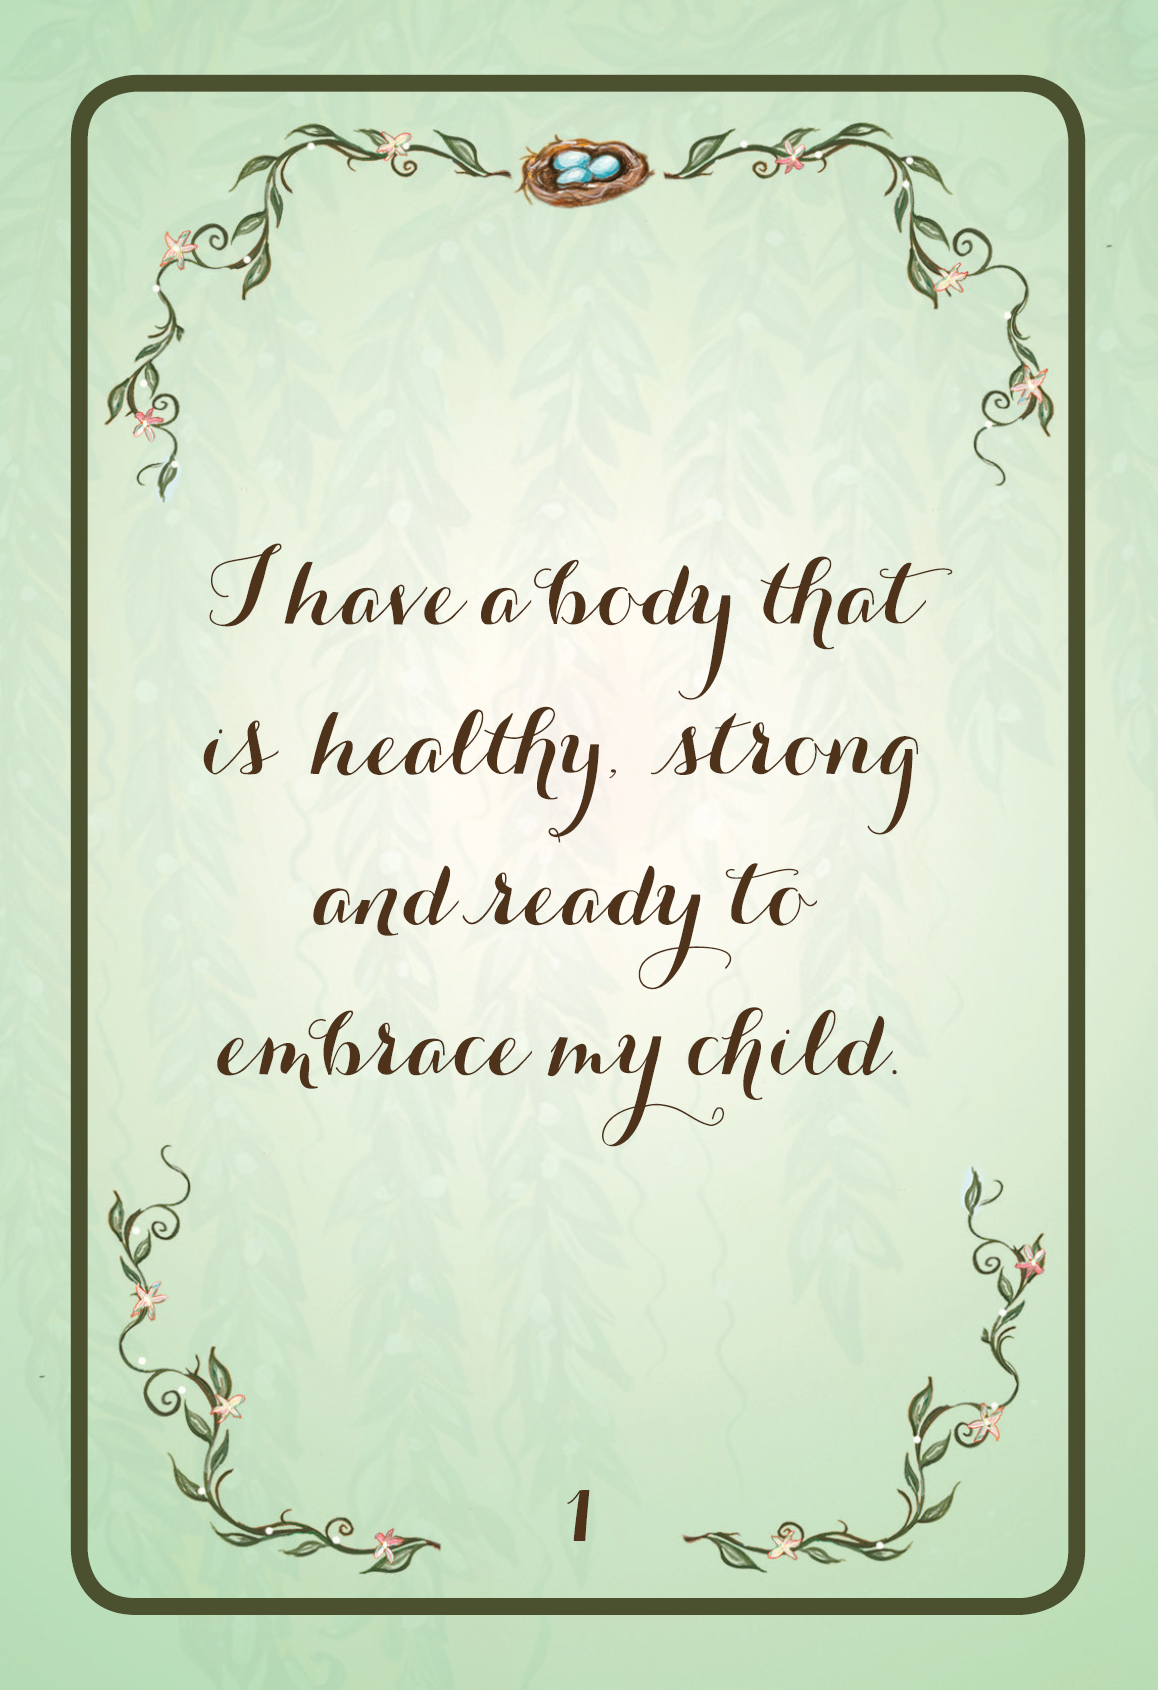 I have a body that
is healthy, strong
and ready to
embrace my child.
1